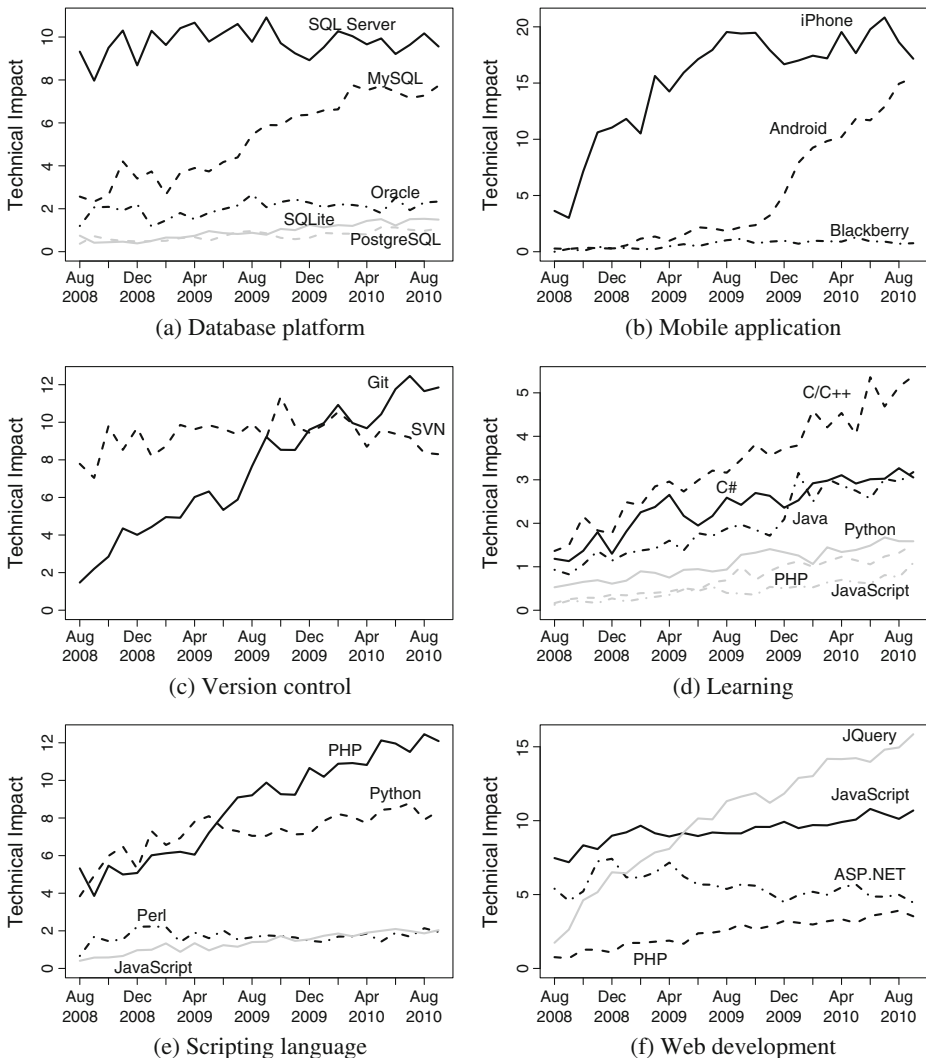 SQL Server
MySQL
Oracle
SQLite
PostgreSQL
Technical Impact
0 2 4 6 8 10
Aug Dec Apr Aug Dec Apr Aug
2008 2008 2009 2009 2009 2010 2010
(a) Database platform
iPhone
Android
Blackberry
Technical Impact
0 5 10 15 20
Aug Dec Apr Aug Dec Apr Aug
2008 2008 2009 2009 2009 2010 2010
(b) Mobile application
Git
SVN
Technical Impact
0 2 4 6 8 10 12
Aug Dec Apr Aug Dec Apr Aug
2008 2008 2009 2009 2009 2010 2010
(c) Version control
C/C++
C#
Java
Python
PHP
JavaScript
Technical Impact
0 1 2 3 4 5
Aug Dec Apr Aug Dec Apr Aug
2008 2008 2009 2009 2009 2010 2010
(d) Learning
PHP
Python
Perl
JavaScript
Technical Impact
0 2 4 6 8 10 12
Aug Dec Apr Aug Dec Apr Aug
2008 2008 2009 2009 2009 2010 2010
(e) Scripting language
JQuery
JavaScript
ASP.NET
PHP
Technical Impact
0 5 10 15
Aug Dec Apr Aug Dec Apr Aug
2008 2008 2009 2009 2009 2010 2010
(f) Web development